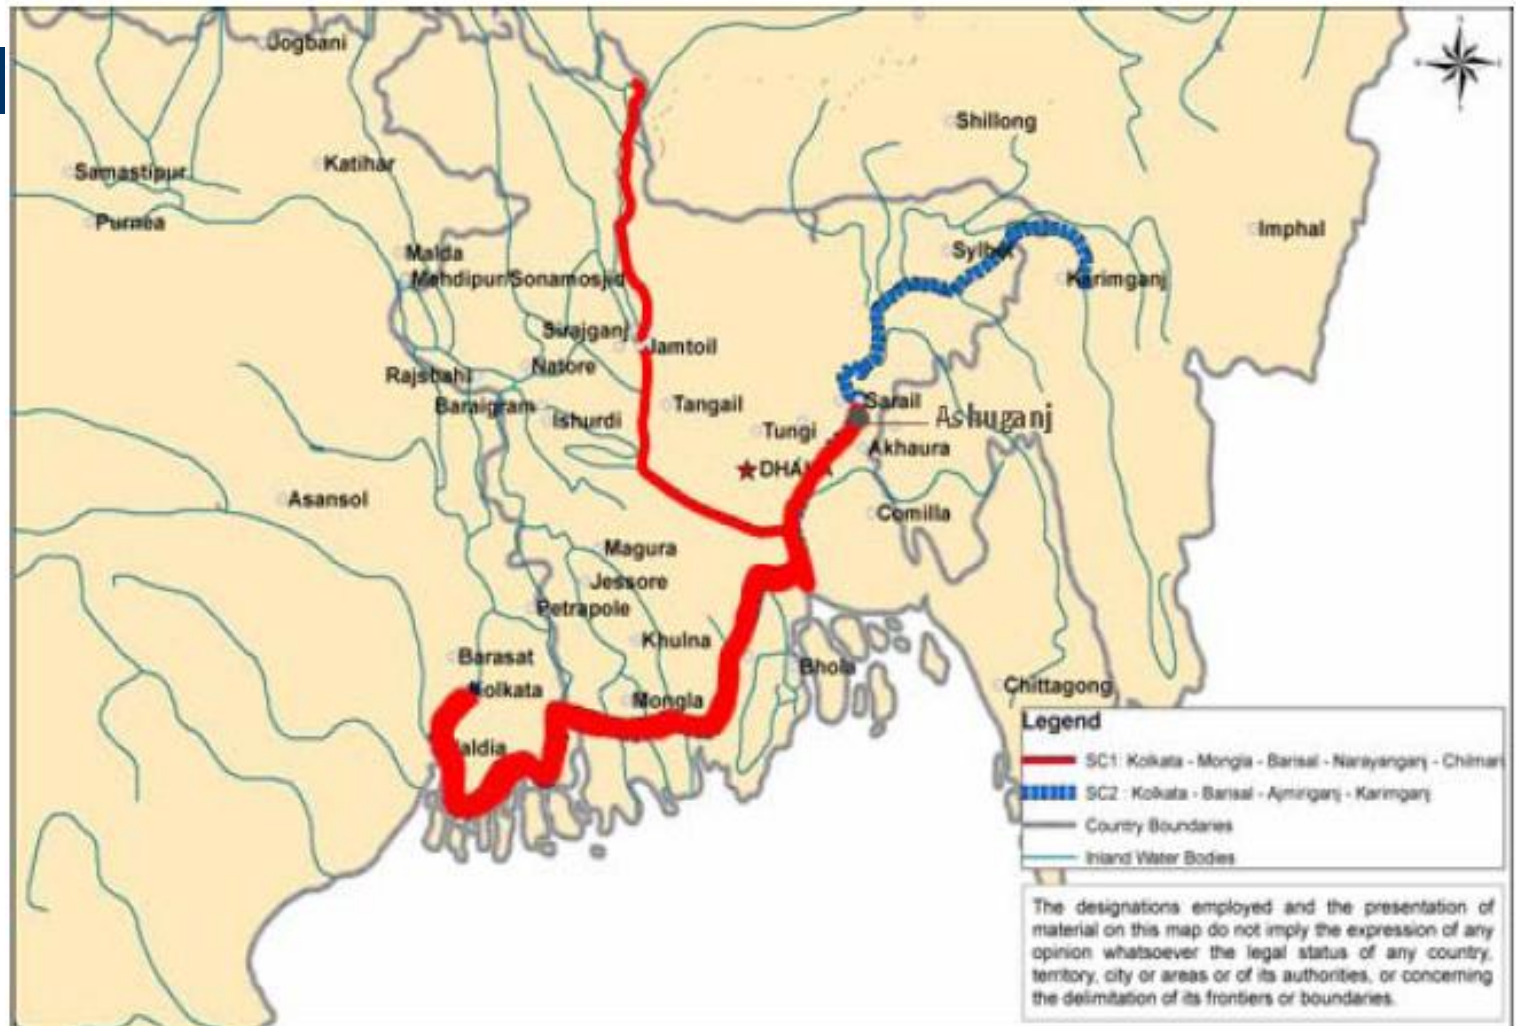 Jogbani
Shillong
Katihar
Samastipur
Purnea
Imphal
Malda
Mehdipur/Sonamosjid
Karimganj
Sirajganj
Jamtoil
Natore
Rajshahi
Baraigram
Ishurdi
Tangail
Sarail
Ashuganj
Tungi
Akhaura
Asansol
Comilla
Magura
Jessore
Petrapole
Khulna
Barasat
Bhola
Kolkata
Mongla
Chittagong
Legend
SC1: Kolkata - Mongla - Barisal - Narayanganj - Chilmari
SC2 : Kolkata - Barisal - Ajmiriganj - Karimganj
Country Boundaries
Inland Water Bodies
The designations employed and the presentation of
material on this map do not imply the expression of any
opinion whatsoever the legal status of any country,
territory, city or areas or of its authorities, or concerning
the delimitation of its frontiers or boundaries.